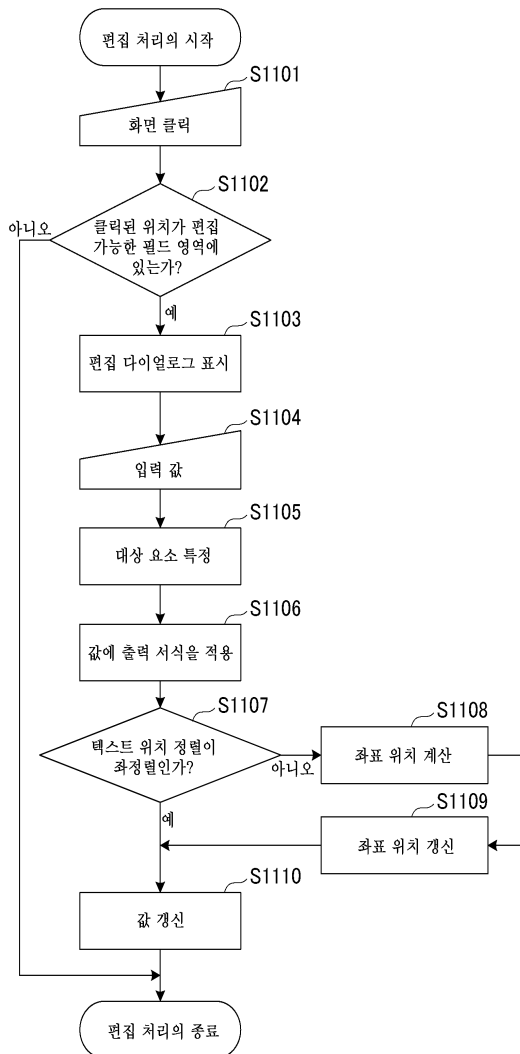 편집 처리의 시작
S1101
화면 클릭
S1102
아니오
클릭된 위치가 편집
가능한 필드 영역에
있는가?
예
S1103
편집 다이얼로그 표시
S1104
입력 값
S1105
대상 요소 특정
S1106
값에 출력 서식을 적용
S1107
텍스트 위치 정렬이
좌정렬인가?
아니오
S1108
좌표 위치 계산
예
S1109
좌표 위치 갱신
S1110
값 갱신
편집 처리의 종료